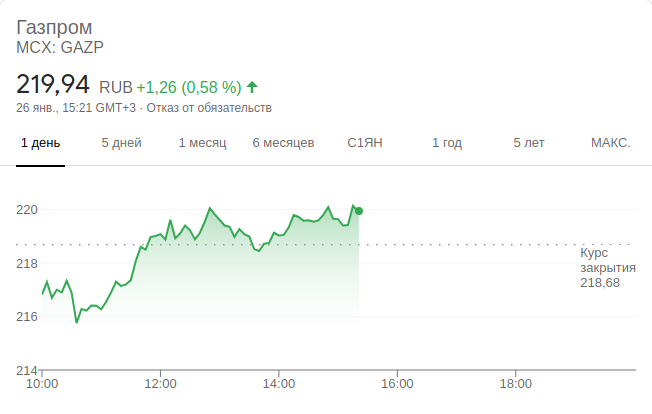 Газпром
MCX: GAZP
219,94 RUB +1,26 (0,58 %)
26 янв., 15:21 GMT+3 · Отказ от обязательств
1 день 5 дней 1 месяц 6 месяцев С1ЯН 1 год 5 лет МАКС.
220
Курс
218
закрытия
218,68
216
214
10:00 12:00 14:00 16:00 18:00